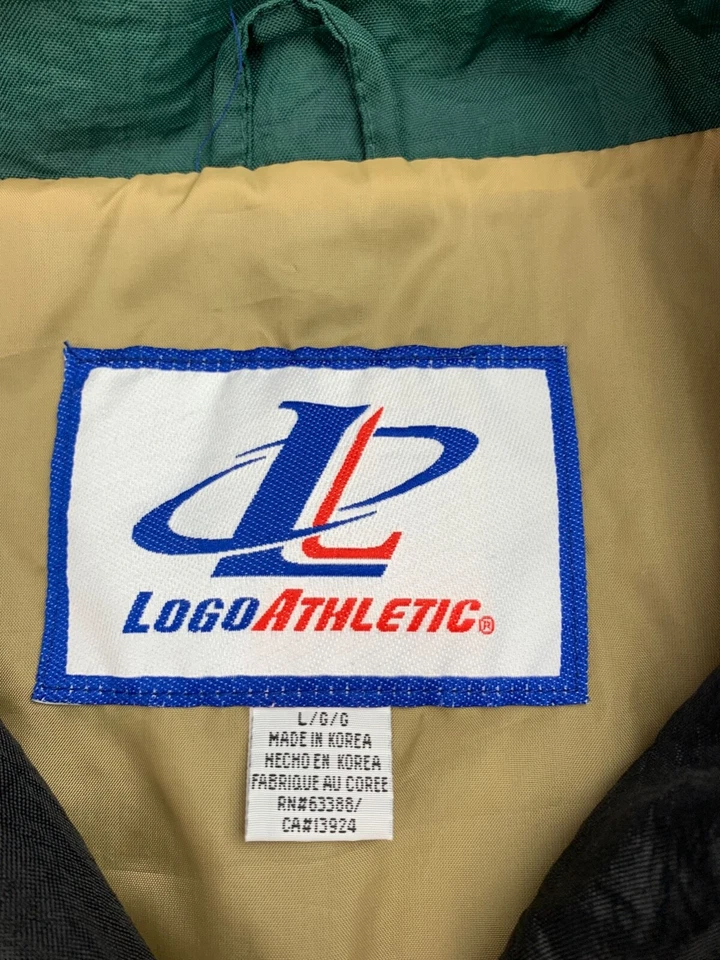 LOGOATHLETIC®
L/G/G
MADE IN KOREA
HECHO EN KOREA
FABRIQUE AU COREE
RN#63388/
CA#13924